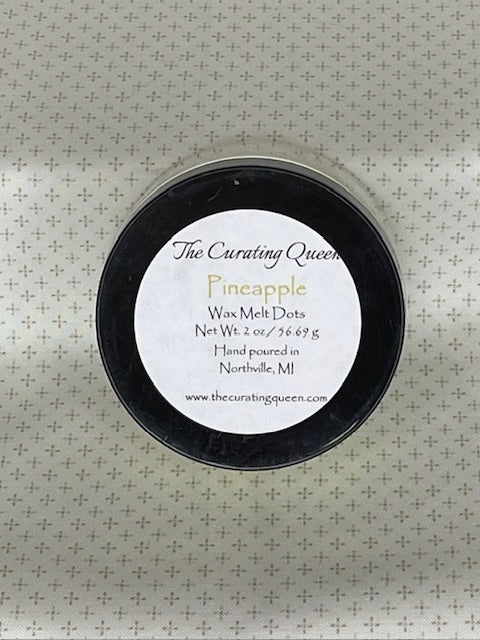 The Curating Queen
Pineapple
Wax Melt Dots
Net Wt. 2 oz / 56.69 g
Hand poured in
Northville, MI
www.thecuratingqueen.com